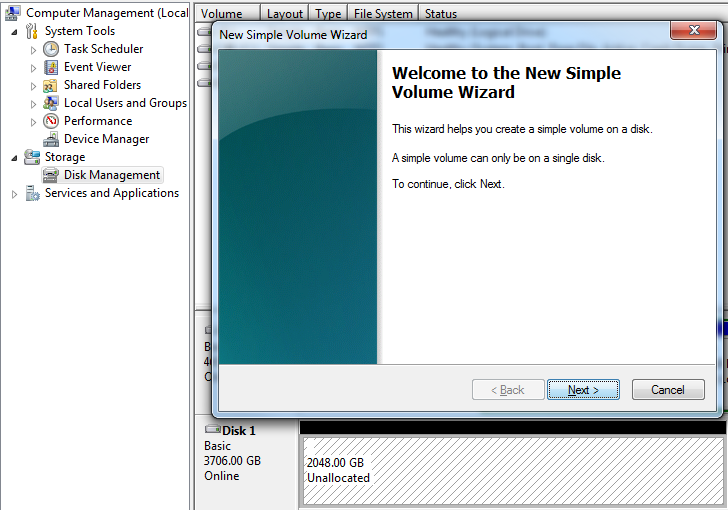 Computer Management (Local
System Tools
Task Scheduler
Event Viewer
Shared Folders
Local Users and Groups
Performance
Device Manager
Storage
Disk Management
Services and Applications
Volume Layout Type File System Status
New Simple Volume Wizard
Welcome to the New Simple
Volume Wizard
This wizard helps you create a simple volume on a disk.
A simple volume can only be on a single disk.
To continue, click Next.
< Back Next > Cancel
Disk 1
Basic
3706.00 GB
Online
2048.00 GB
Unallocated